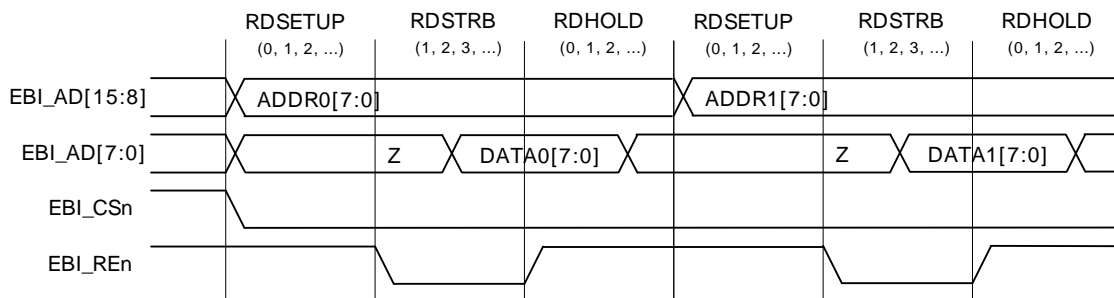 RDSETUP RDSTRB RDHOLD RDSETUP RDSTRB RDHOLD
(0, 1, 2, ...) (1, 2, 3, ...) (0, 1, 2, ...) (0, 1, 2, ...) (1, 2, 3, ...) (0, 1, 2, ...)
EBI_AD[15:8] ADDR0[7:0] ADDR1[7:0]
EBI_AD[7:0] Z DATA0[7:0] Z DATA1[7:0]
EBI_CSn
EBI_REn